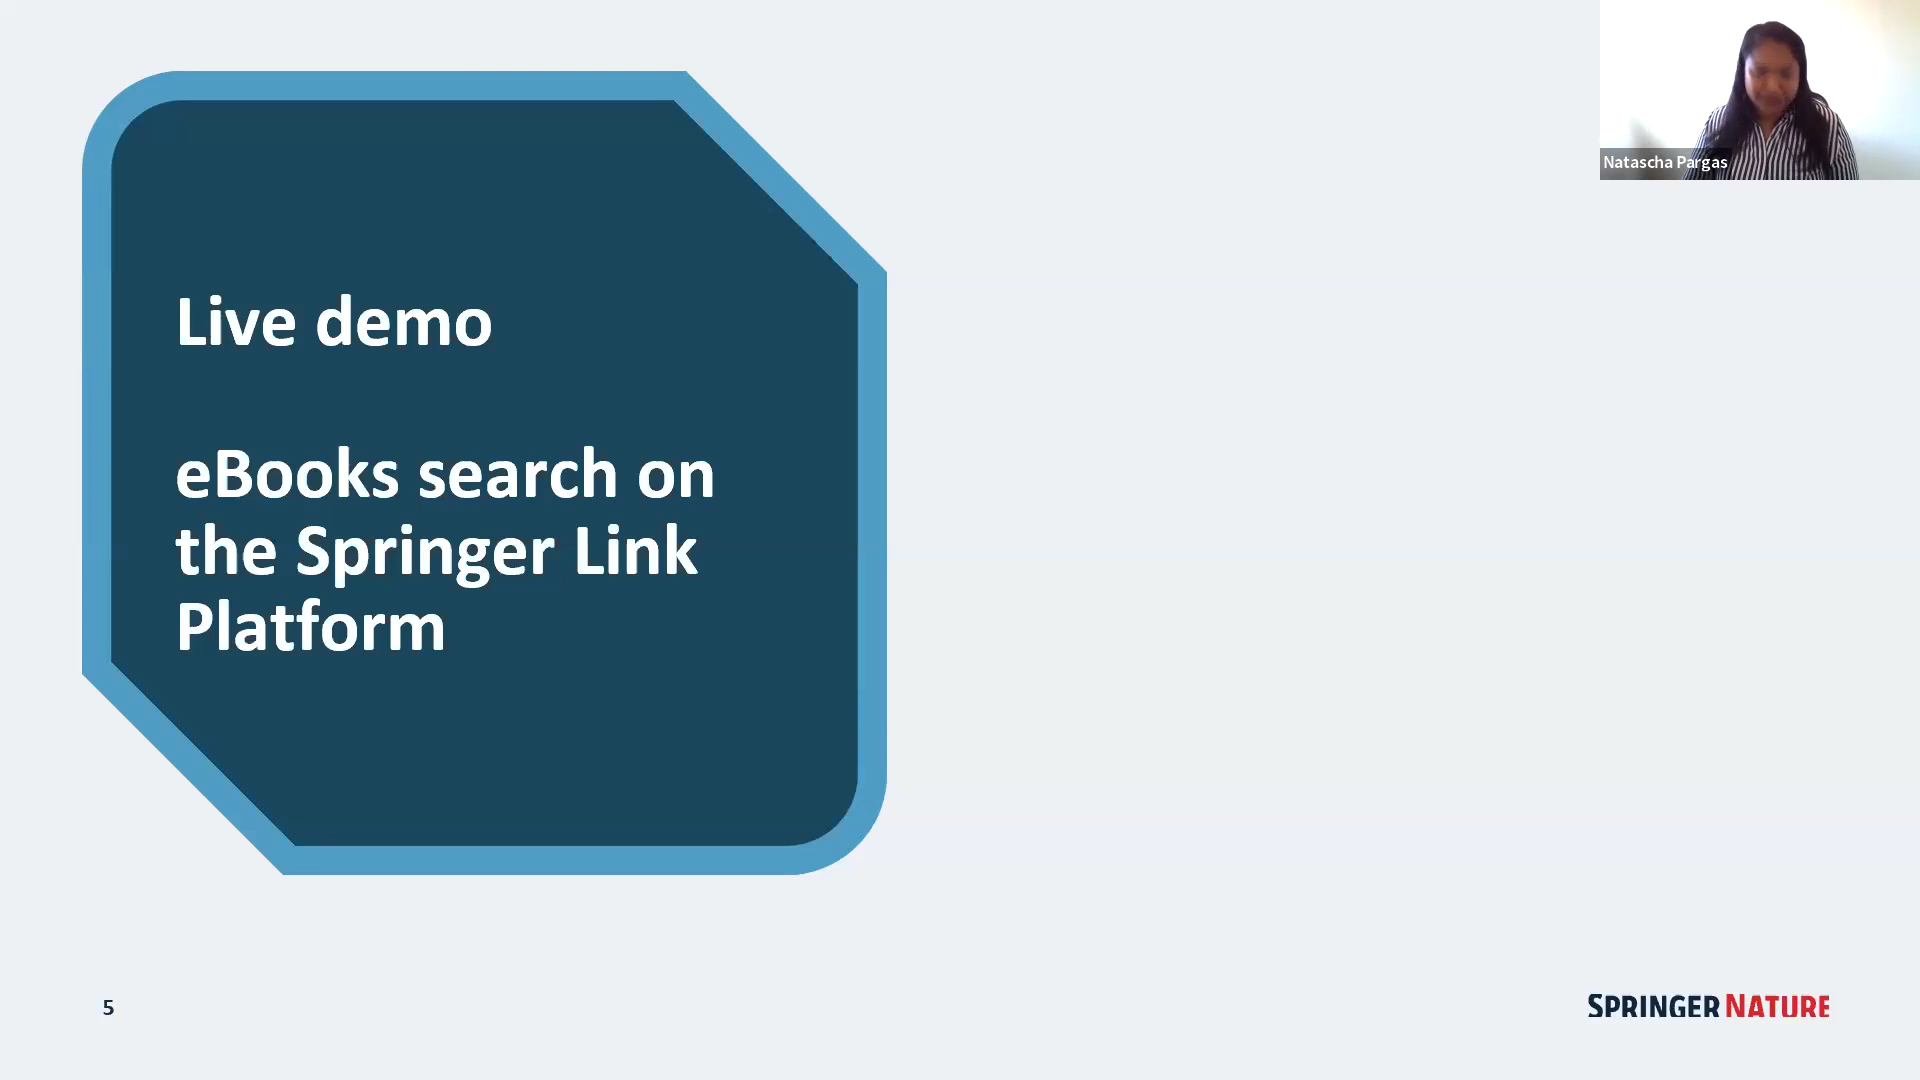 Natascha Pargas
Live demo
eBooks search on
the Springer Link
Platform
5
SPRINGER NATURE